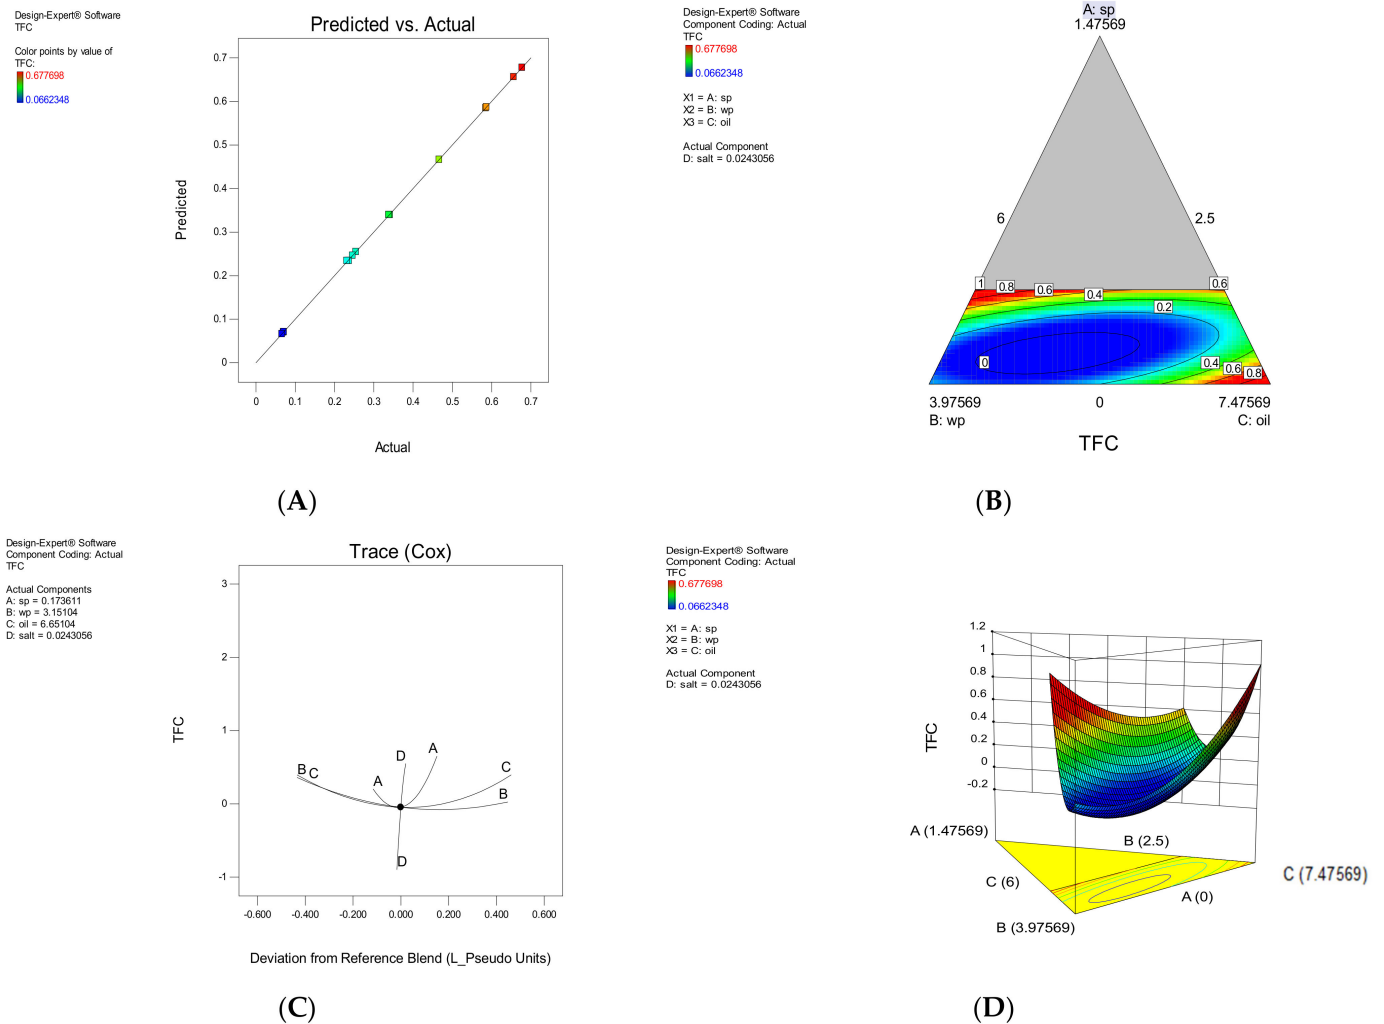 Design-Expert® Software
TFC
Color points by value of
TFC:
0.677698
0.0662348
Predicted vs. Actual
Predicted
0.7
0.6
0.5
0.4
0.3
0.2
0.1
0
0 0.1 0.2 0.3 0.4 0.5 0.6 0.7
Actual
(A)
Design-Expert® Software
Component Coding: Actual
TFC
0.677698
0.0662348
X1 = A: sp
X2 = B: wp
X3 = C: oil
Actual Component
D: salt = 0.0243056
A: sp
1.47569
6 2.5
1 0.8 0.6 0.4 0.2 0.6
0 0.4 0.6 0.8
3.97569 0 7.47569
B: wp C: oil
TFC
(B)
Design-Expert® Software
Component Coding: Actual
TFC
Actual Components
A: sp = 0.173611
B: wp = 3.15104
C: oil = 6.65104
D: salt = 0.0243056
Trace (Cox)
TFC
3
2
1
0
-1
B C A D A C B
D
-0.600 -0.400 -0.200 0.000 0.200 0.400 0.600
Deviation from Reference Blend (L_Pseudo Units)
(C)
Design-Expert® Software
Component Coding: Actual
TFC
0.677698
0.0662348
X1 = A: sp
X2 = B: wp
X3 = C: oil
Actual Component
D: salt = 0.0243056
TFC
1.2
1
0.8
0.6
0.4
0.2
0
-0.2
A (1.47569)
B (2.5)
C (7.47569)
C (6)
A (0)
B (3.97569)
(D)